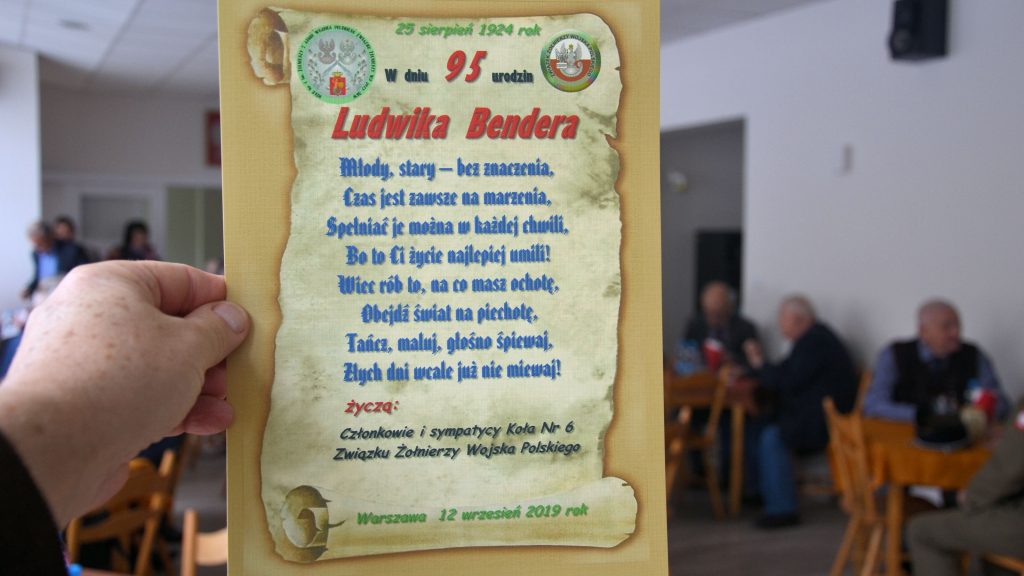 25 sierpień 1924 rok
W dniu 95 urodzin
Ludwika Bendera
Młody, stary – bez znaczenia,
Czas jest zawsze na marzenia,
Spełniać je można w każdej chwili,
Bo to Ci życie najlepiej umili!
Wiec rób to, na co masz ochotę,
Obejdź świat na piechotę,
Tańcz, maluj, głośno śpiewaj,
Złych dni wcale już nie miewaj!
życzą:
Członkowie i sympatycy Koła Nr 6
Związku Żołnierzy Wojska Polskiego
Warszawa 12 wrzesień 2019 rok